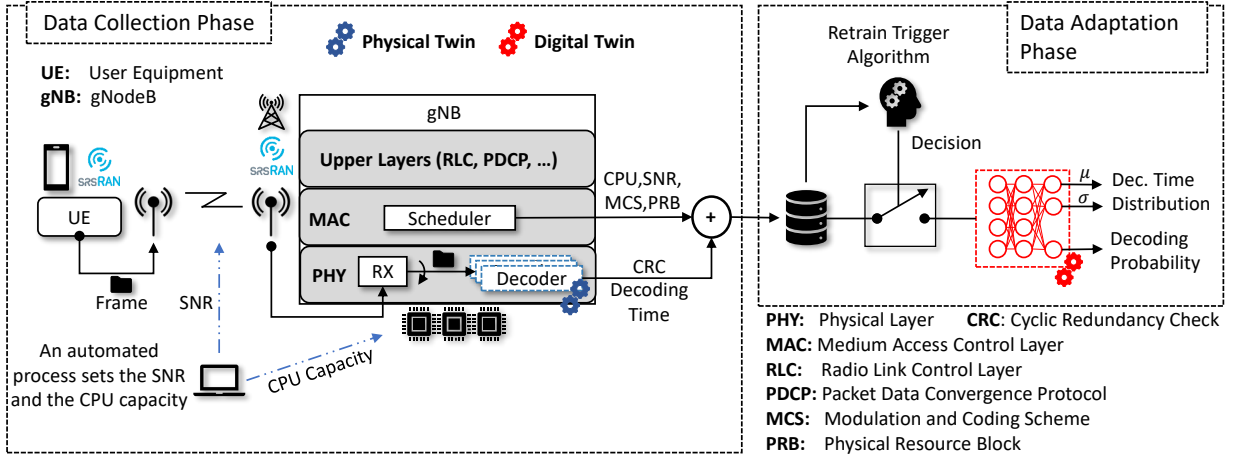 Data Collection Phase
Physical Twin
Digital Twin
UE: User Equipment
gNB: gNodeB
srsRAN
UE
Frame
SNR
An automated
process sets the SNR
and the CPU capacity
CPU Capacity
srsRAN
gNB
Upper Layers (RLC, PDCP, ...)
MAC
Scheduler
PHY
RX
Decoder
CPU,SNR,
MCS,PRB
+
CRC
Decoding
Time
Data Adaptation
Phase
Retrain Trigger
Algorithm
Decision
μ
σ
Dec. Time
Distribution
Decoding
Probability
PHY: Physical Layer CRC: Cyclic Redundancy Check
MAC: Medium Access Control Layer
RLC: Radio Link Control Layer
PDCP: Packet Data Convergence Protocol
MCS: Modulation and Coding Scheme
PRB: Physical Resource Block